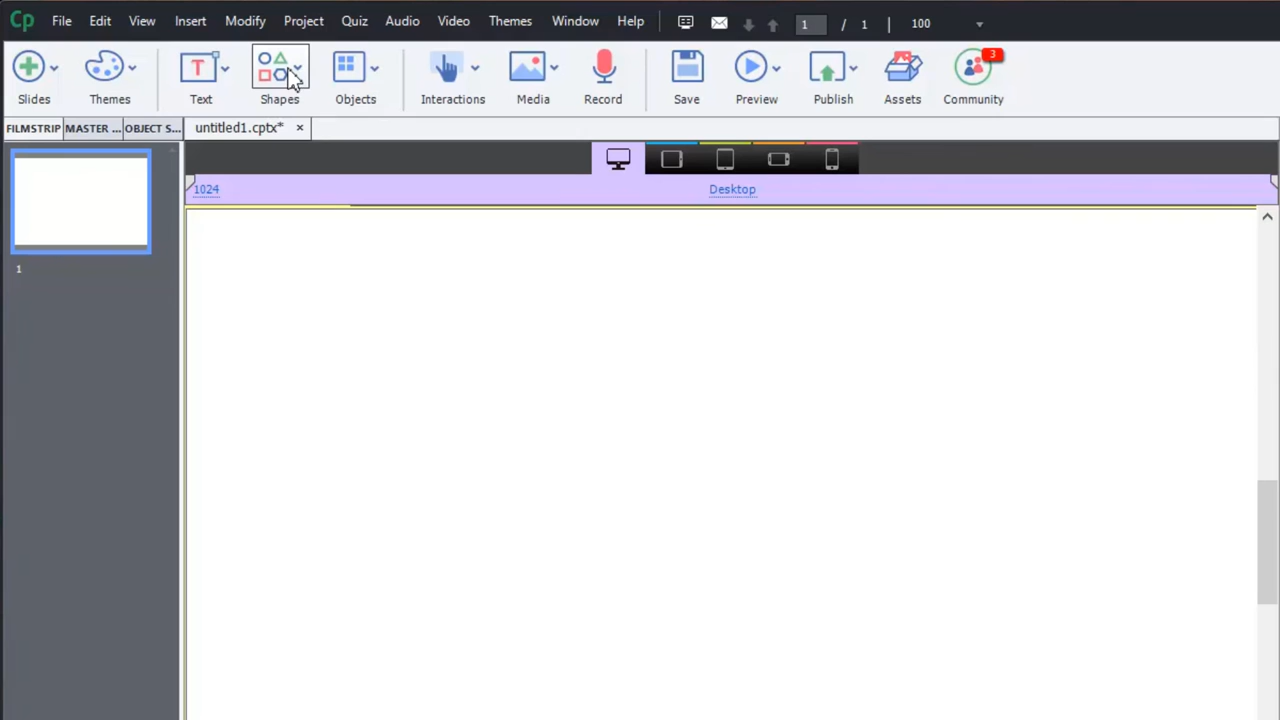 Cp File Edit View Insert Modify Project Quiz Audio Video Themes Window Help 1 / 1 100
Slides Themes Text Shapes Objects Interactions Media Record Save Preview Publish Assets Community 3
FILMSTRIP MASTER ... OBJECT S... untitled1.cptx* ×
1024 Desktop
1